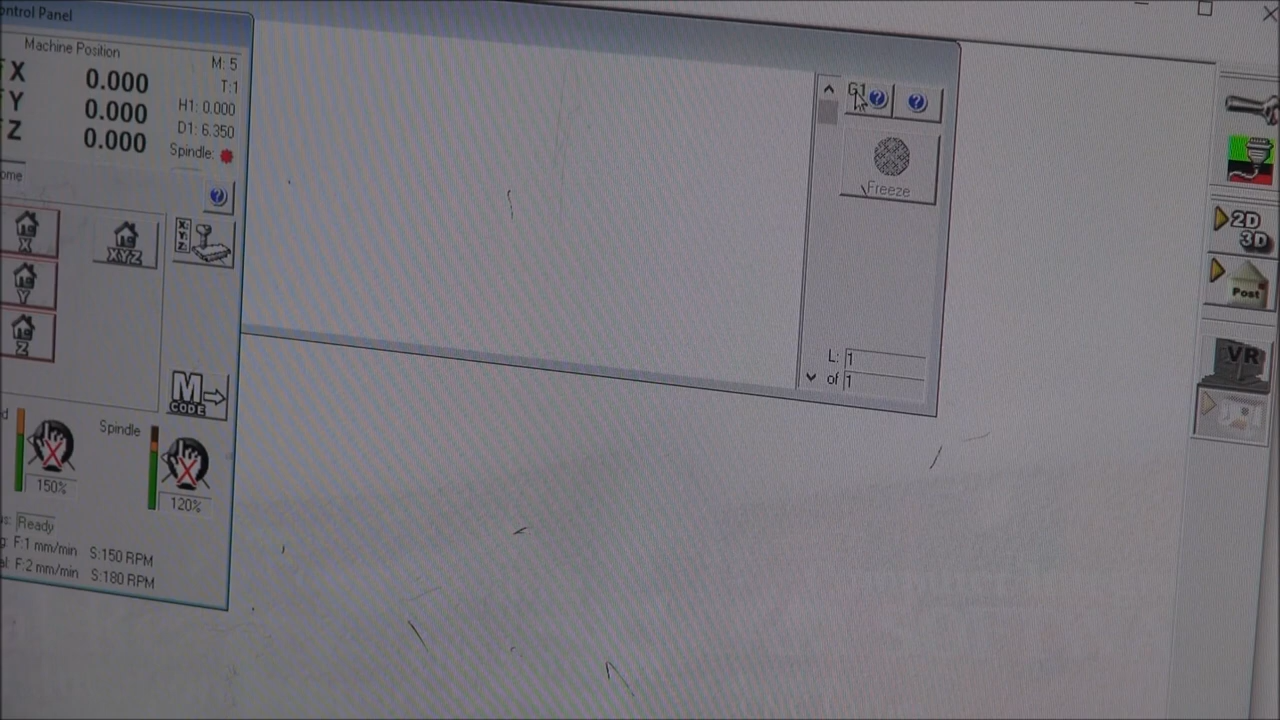 ontrol Panel
Machine Position
X 0.000
Y 0.000
Z 0.000
M: 5
T:1
H1: 0.000
D1: 6.350
Spindle:
ome
X
Y
Z
XYZ
X:
Y:
Z:
M
CODE
d
Spindle
150%
120%
s: Ready
g: F:1 mm/min S:150 RPM
al: F:2 mm/min S:180 RPM
G1
Freeze
L: 1
of 1
2D
3D
Post
VR